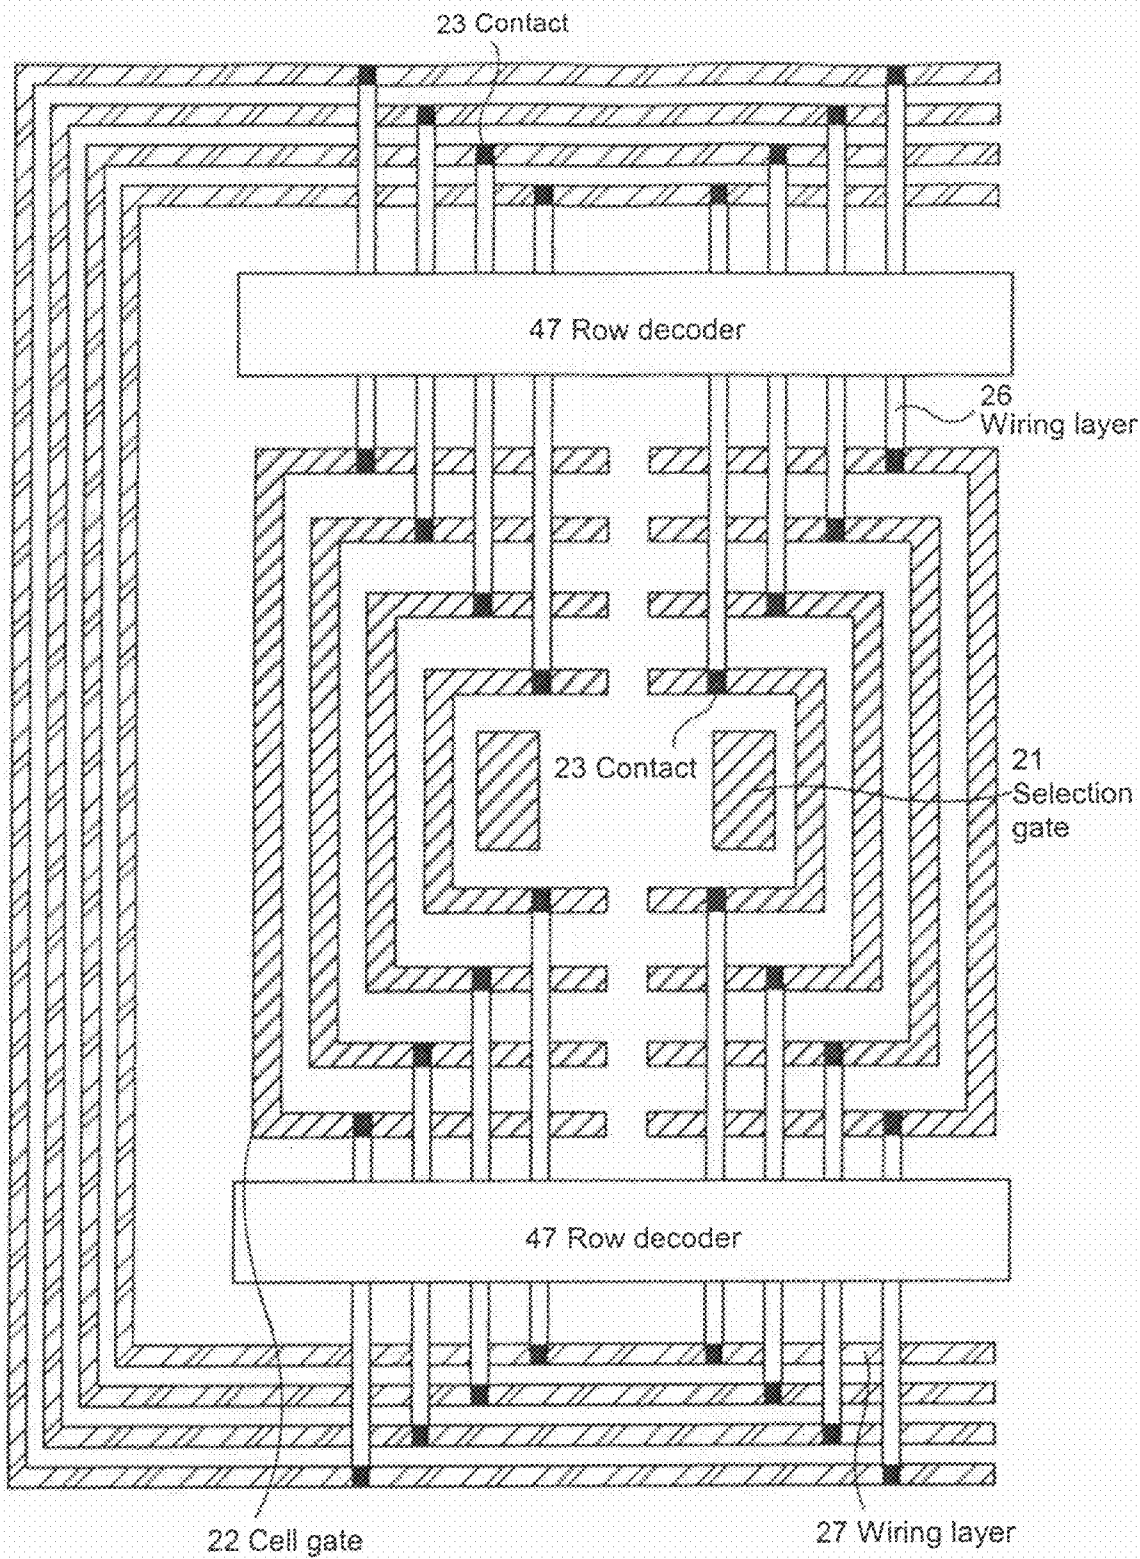 23 Contact
47 Row decoder
26
Wiring layer
23 Contact
21
Selection
gate
47 Row decoder
22 Cell gate
27 Wiring layer